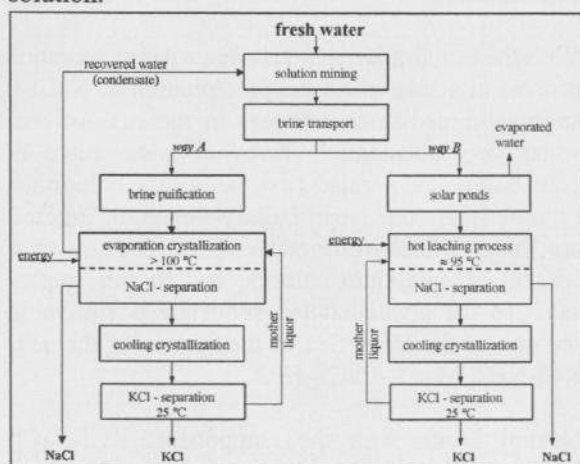 solution.
fresh water
recovered water
(condensate)
solution mining
brine transport
way A
way B
evaporated
water
brine puification
solar ponds
energy
evaporation crystallization
> 100 °C
NaCl - separation
energy
hot leaching process
≈ 95 °C
NaCl - separation
cooling crystallization
mother
liquor
cooling crystallization
mother
liquor
KCl - separation
25 °C
KCl - separation
25 °C
NaCl
KCl
KCl
NaCl